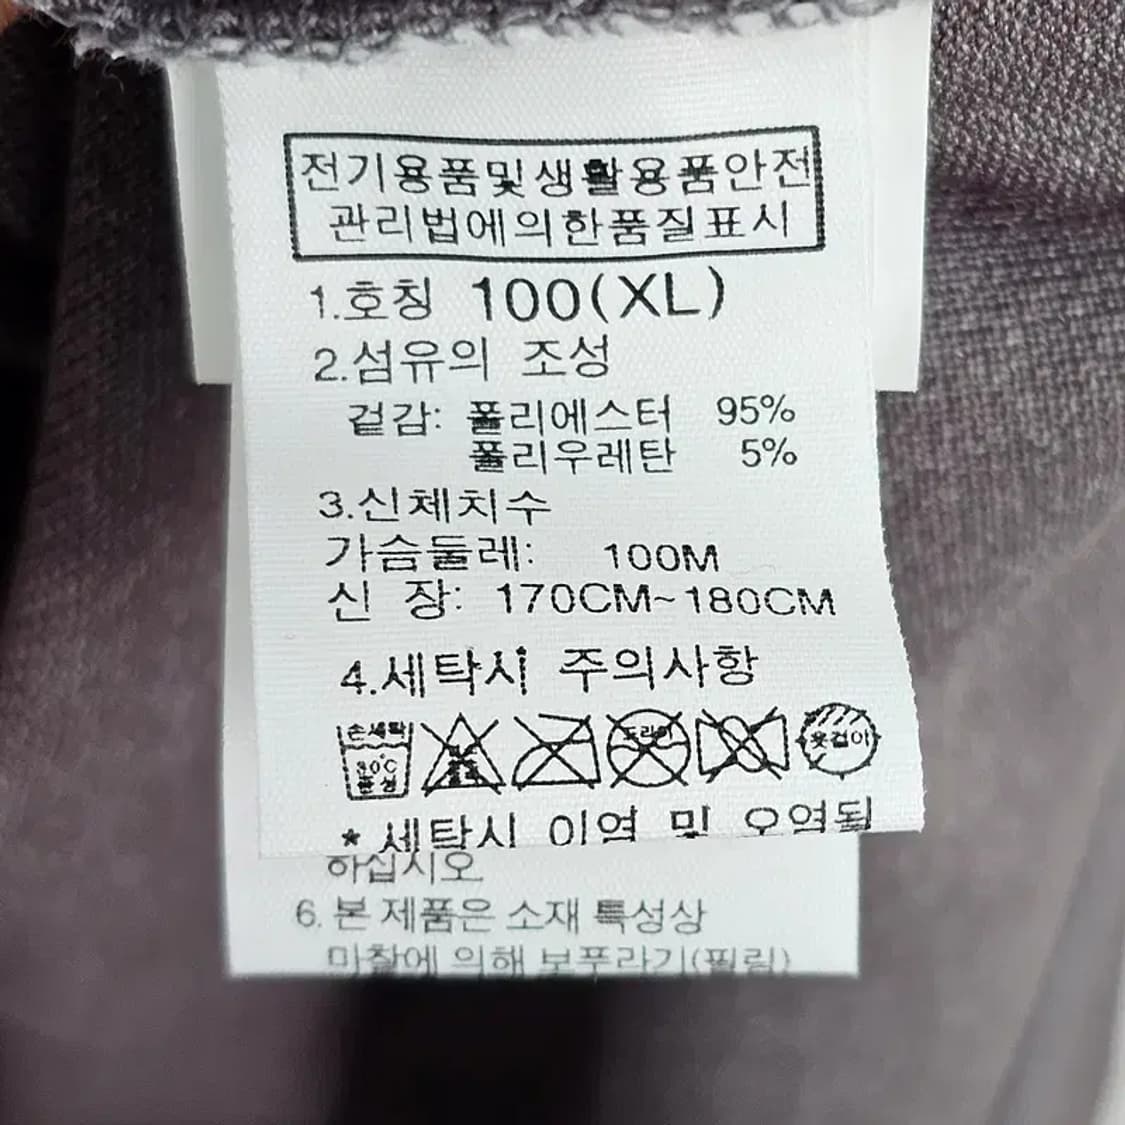 전기용품및생활용품안전
관리법에의한품질표시
1.호칭 100(XL)
2.섬유의 조성
겉감: 폴리에스터 95%
폴리우레탄 5%
3.신체치수
가슴둘레: 100M
신 장: 170CM~180CM
4.세탁시 주의사항
손세탁
30°C
중성
드라이
옷걸이
* 세탁시 이염 및 오염될
하십시오
6. 본 제품은 소재 특성상
마찰에 의해 보푸라기(필링)